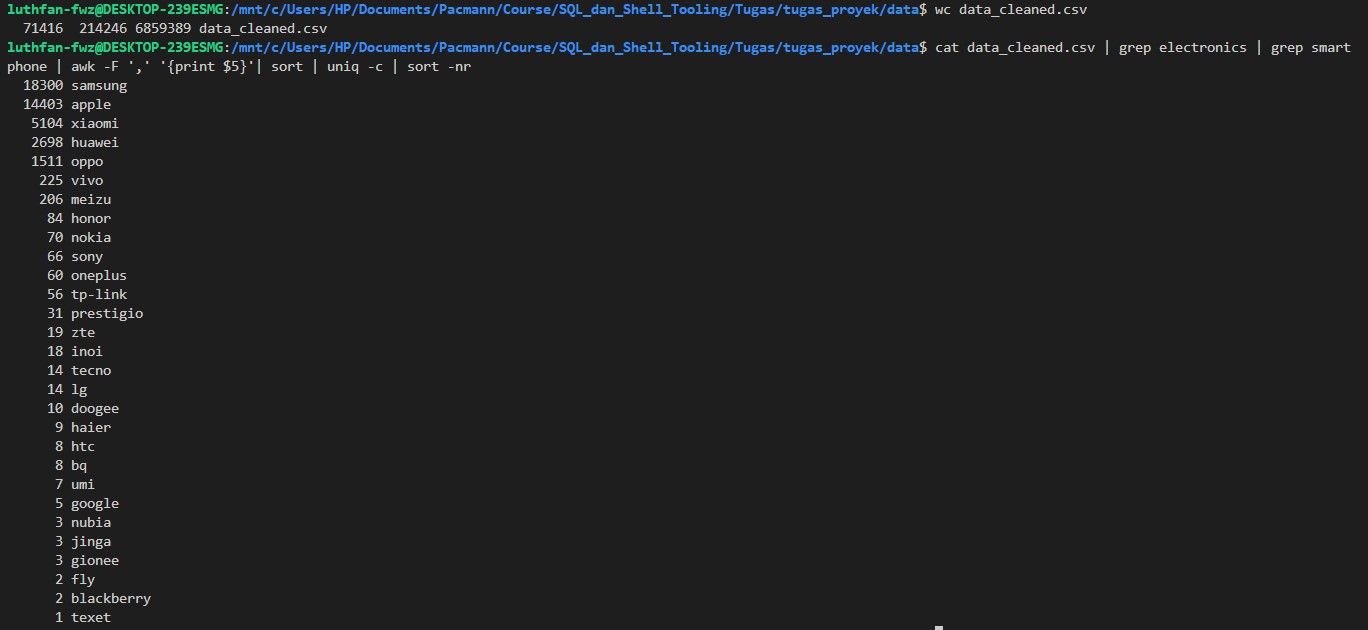 luthfan-fwz@DESKTOP-239ESMG:/mnt/c/Users/HP/Documents/Pacmann/Course/SQL_dan_Shell_Tooling/Tugas/tugas_proyek/data$ wc data_cleaned.csv
71416 214246 6859389 data_cleaned.csv
luthfan-fwz@DESKTOP-239ESMG:/mnt/c/Users/HP/Documents/Pacmann/Course/SQL_dan_Shell_Tooling/Tugas/tugas_proyek/data$ cat data_cleaned.csv | grep electronics | grep smart
phone | awk -F ',' '{print $5}'| sort | uniq -c | sort -nr
18300 samsung
14403 apple
5104 xiaomi
2698 huawei
1511 oppo
225 vivo
206 meizu
84 honor
70 nokia
66 sony
60 oneplus
56 tp-link
31 prestigio
19 zte
18 inoi
14 tecno
14 lg
10 doogee
9 haier
8 htc
8 bq
7 umi
5 google
3 nubia
3 jinga
3 gionee
2 fly
2 blackberry
1 texet